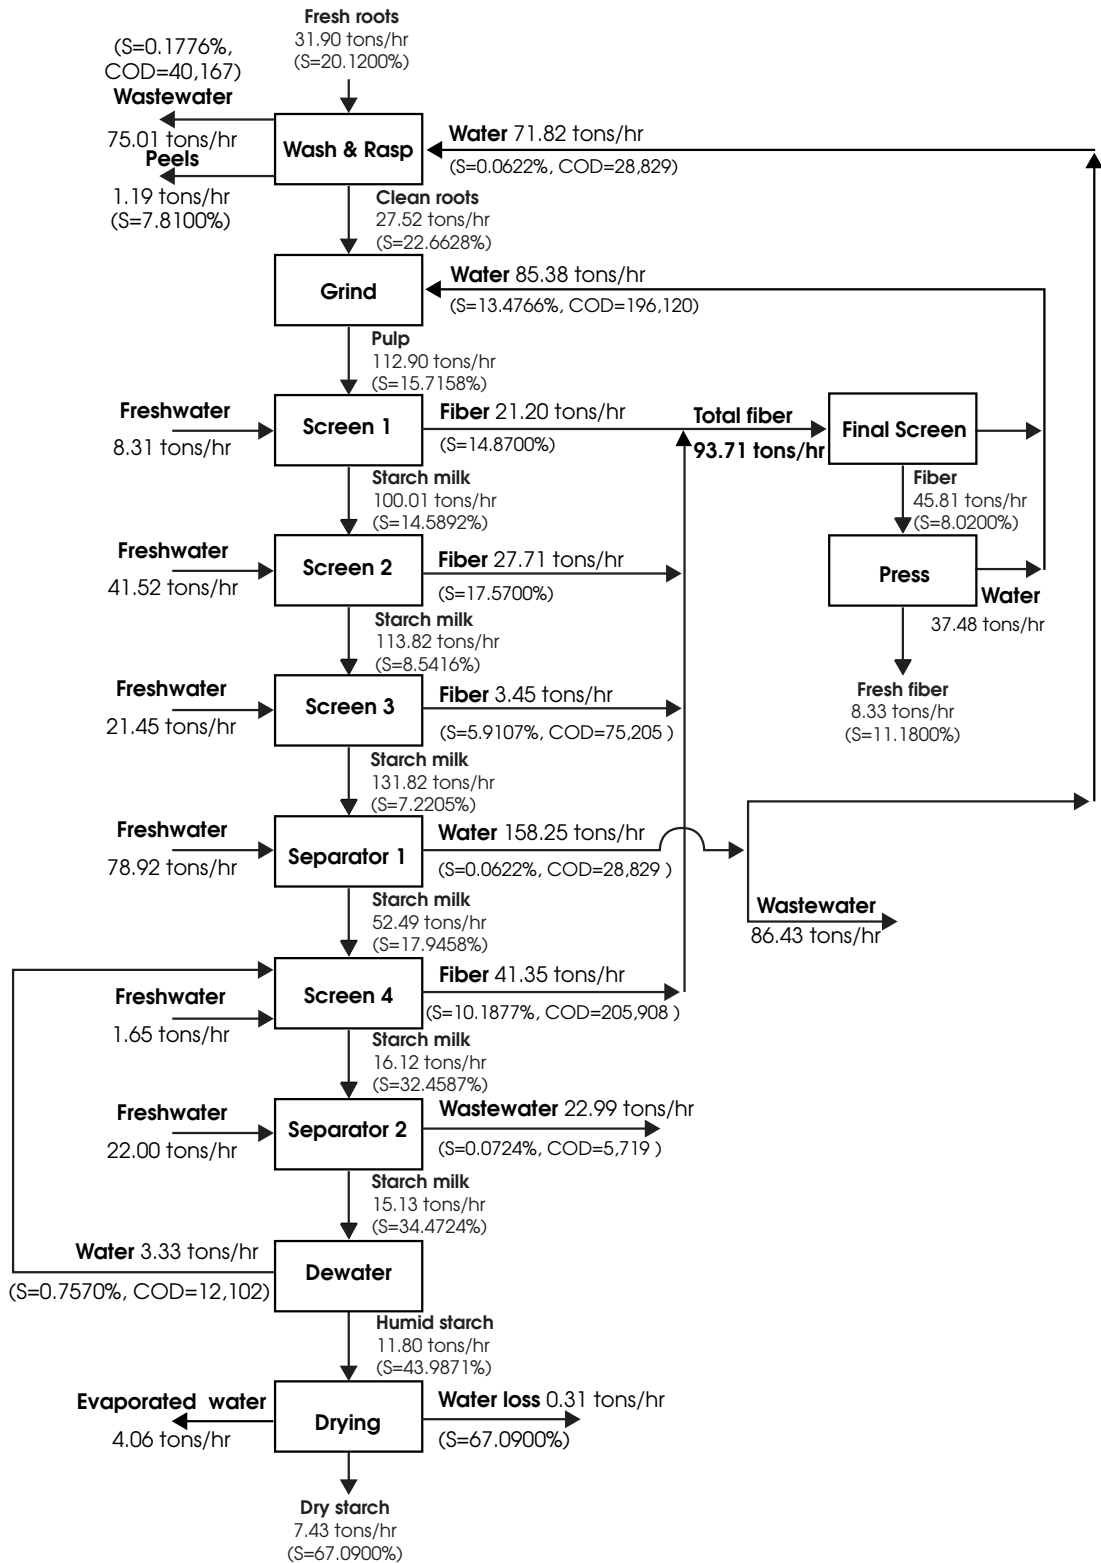 Fresh roots
31.90 tons/hr
(S=20.1200%)
(S=0.1776%,
COD=40,167)
Wastewater
75.01 tons/hr
Peels
1.19 tons/hr
(S=7.8100%)
Wash & Rasp
Water 71.82 tons/hr
(S=0.0622%, COD=28,829)
Clean roots
27.52 tons/hr
(S=22.6628%)
Grind
Water 85.38 tons/hr
(S=13.4766%, COD=196,120)
Pulp
112.90 tons/hr
(S=15.7158%)
Freshwater
8.31 tons/hr
Screen 1
Fiber 21.20 tons/hr
(S=14.8700%)
Total fiber
93.71 tons/hr
Final Screen
Starch milk
100.01 tons/hr
(S=14.5892%)
Fiber
45.81 tons/hr
(S=8.0200%)
Freshwater
41.52 tons/hr
Screen 2
Fiber 27.71 tons/hr
(S=17.5700%)
Press
Water
37.48 tons/hr
Starch milk
113.82 tons/hr
(S=8.5416%)
Fresh fiber
8.33 tons/hr
(S=11.1800%)
Freshwater
21.45 tons/hr
Screen 3
Fiber 3.45 tons/hr
(S=5.9107%, COD=75,205 )
Starch milk
131.82 tons/hr
(S=7.2205%)
Freshwater
78.92 tons/hr
Separator 1
Water 158.25 tons/hr
(S=0.0622%, COD=28,829 )
Wastewater
86.43 tons/hr
Starch milk
52.49 tons/hr
(S=17.9458%)
Freshwater
1.65 tons/hr
Screen 4
Fiber 41.35 tons/hr
(S=10.1877%, COD=205,908 )
Starch milk
16.12 tons/hr
(S=32.4587%)
Freshwater
22.00 tons/hr
Separator 2
Wastewater 22.99 tons/hr
(S=0.0724%, COD=5,719 )
Starch milk
15.13 tons/hr
(S=34.4724%)
Water 3.33 tons/hr
(S=0.7570%, COD=12,102)
Dewater
Humid starch
11.80 tons/hr
(S=43.9871%)
Evaporated water
4.06 tons/hr
Drying
Water loss 0.31 tons/hr
(S=67.0900%)
Dry starch
7.43 tons/hr
(S=67.0900%)